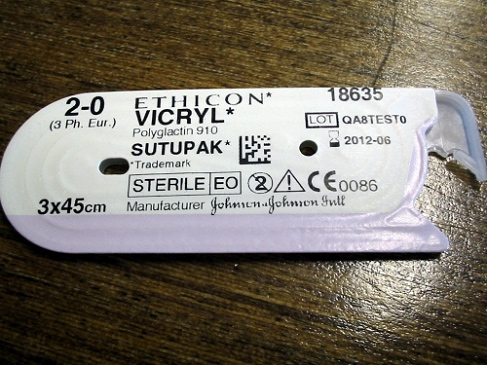 2-0
(3 Ph. Eur.)
ETHICON*
VICRYL*
Polyglactin 910
SUTUPAK*
*Trademark
18635
LOT QA8TEST0
2012-06
STERILE EO 2 CE 0086
3x45cm
Manufacturer Johnson & Johnson Intl